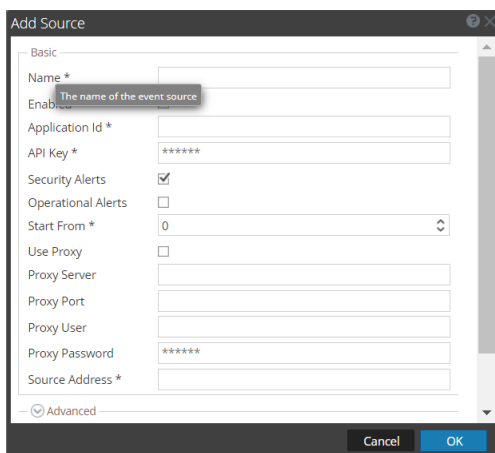 Add Source
Basic
Name *
The name of the event source
Enabled
Application Id *
API Key *
******
Security Alerts
Operational Alerts
Start From *
0
Use Proxy
Proxy Server
Proxy Port
Proxy User
Proxy Password
******
Source Address *
Advanced
Cancel
OK